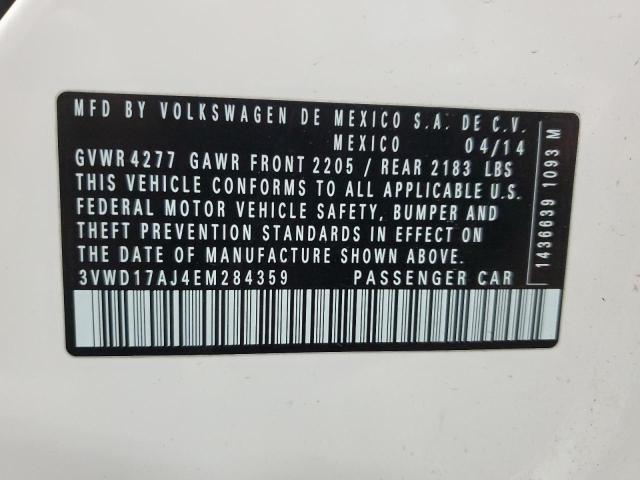 MFD BY VOLKSWAGEN DE MEXICO S.A. DE C.V.
MEXICO 04/14
GVWR 4277 GAWR FRONT 2205 / REAR 2183 LBS
THIS VEHICLE CONFORMS TO ALL APPLICABLE U.S.
FEDERAL MOTOR VEHICLE SAFETY, BUMPER AND
THEFT PREVENTION STANDARDS IN EFFECT ON
THE DATE OF MANUFACTURE SHOWN ABOVE.
3VWD17AJ4EM284359 PASSENGER CAR
1436639 1093 M